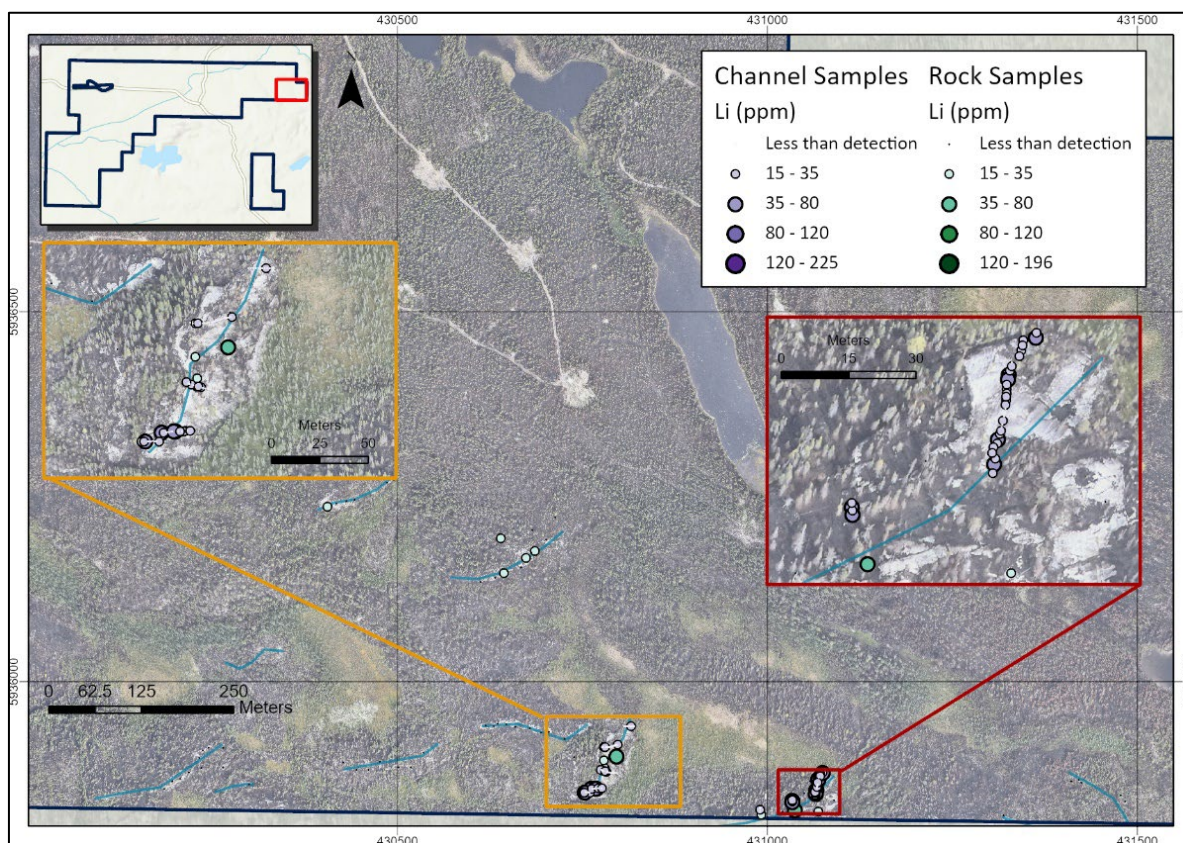 430500
431000
431500
Channel Samples
Li (ppm)
Less than detection
15 - 35
35 - 80
80 - 120
120 - 225
Rock Samples
Li (ppm)
Less than detection
15 - 35
35 - 80
80 - 120
120 - 196
5936500
5936000
Meters
0 25 50
Meters
0 15 30
0 62.5 125 250
Meters
430500
431000
431500